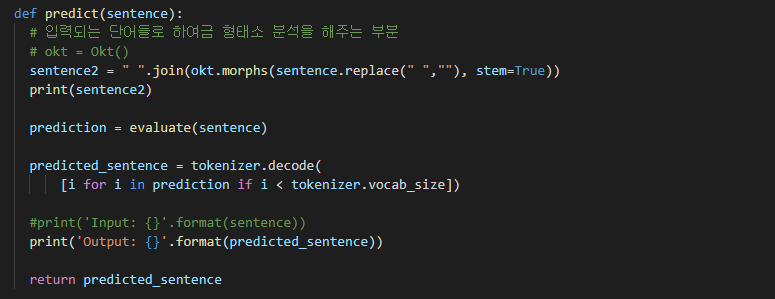 def predict(sentence):
# 입력되는 단어들로 하여금 형태소 분석을 해주는 부분
# okt = Okt()
sentence2 = " ".join(okt.morphs(sentence.replace(" ",""), stem=True))
print(sentence2)
prediction = evaluate(sentence)
predicted_sentence = tokenizer.decode(
[i for i in prediction if i < tokenizer.vocab_size])
#print('Input: {}'.format(sentence))
print('Output: {}'.format(predicted_sentence))
return predicted_sentence